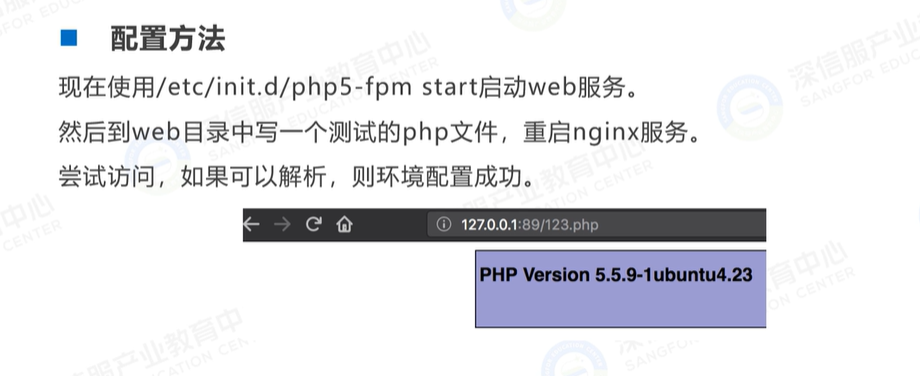 配置方法
现在使用/etc/init.d/php5-fpm start启动web服务。
然后到web目录中写一个测试的php文件，重启nginx服务。
尝试访问，如果可以解析，则环境配置成功。
127.0.0.1:89/123.php
PHP Version 5.5.9-1ubuntu4.23
深信服产业教育中心
SANGFOR EDUCATION CENTER